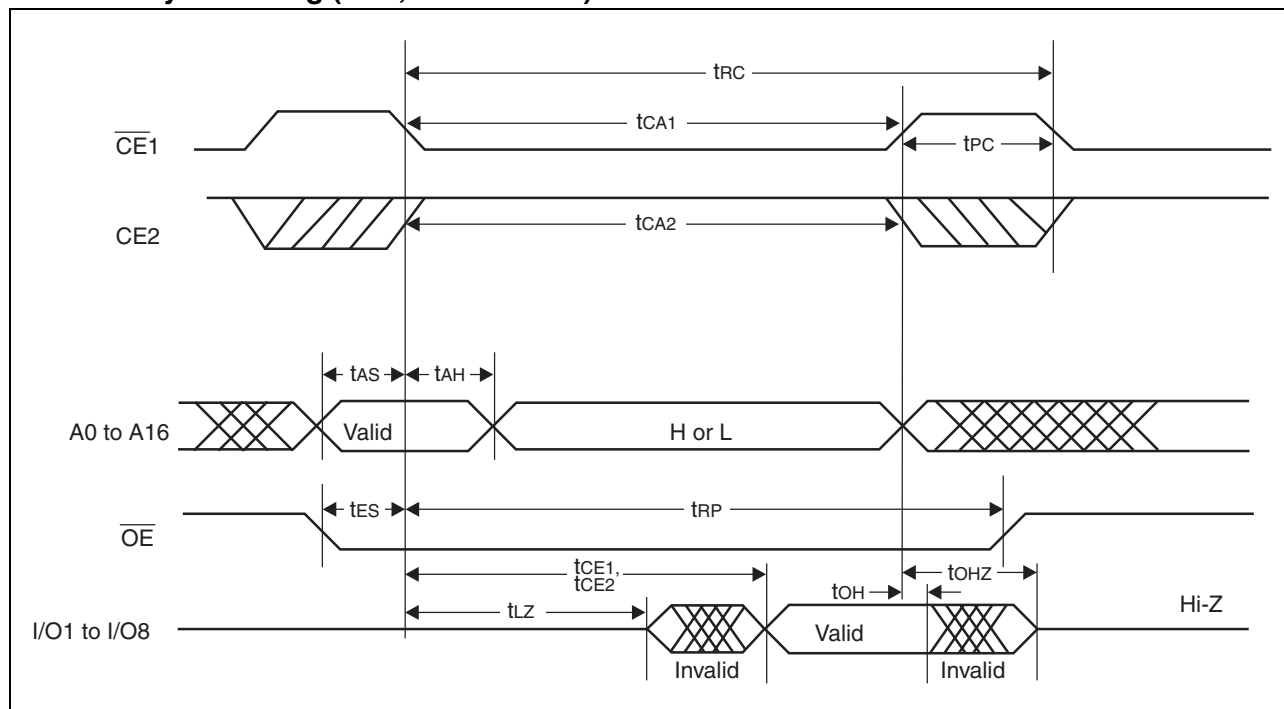 tRC
tCA1
CE1
tPC
tCA2
CE2
tAS
tAH
A0 to A16
Valid
H or L
tES
tRP
OE
tCE1,
tCE2
tOHZ
tOH
tLZ
Hi-Z
I/O1 to I/O8
Valid
Invalid
Invalid